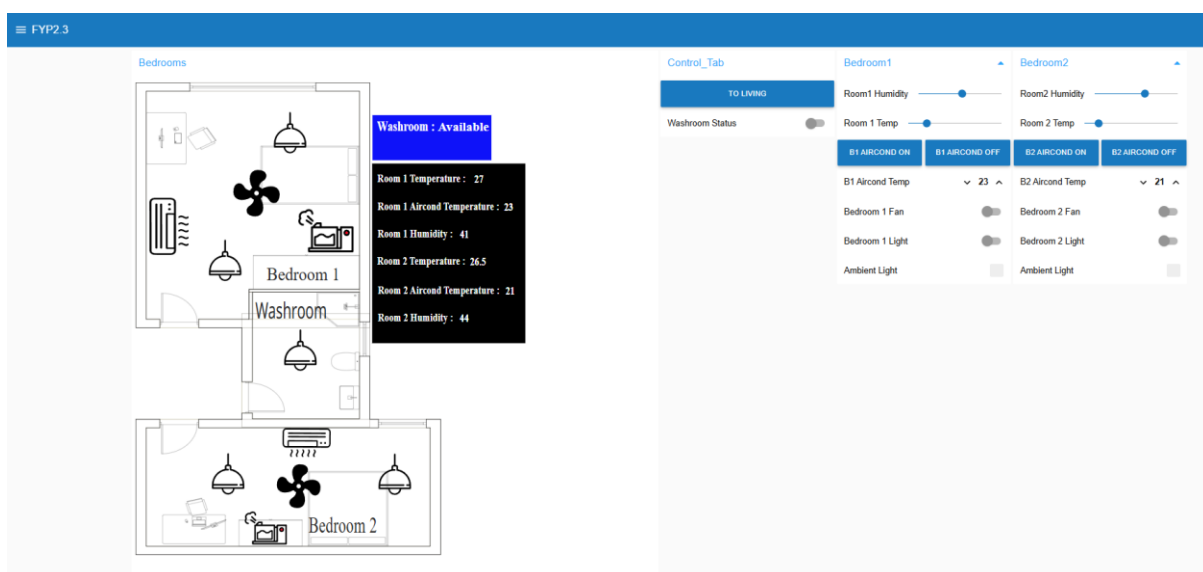 FYP2.3
Bedrooms
Washroom : Available
Room 1 Temperature : 27
Room 1 Aircond Temperature : 23
Room 1 Humidity : 41
Room 2 Temperature : 26.5
Room 2 Aircond Temperature : 21
Room 2 Humidity : 44
Bedroom 1
Washroom
Bedroom 2
Control_Tab
TO LIVING
Washroom Status
Bedroom1
Room1 Humidity
Room 1 Temp
B1 AIRCOND ON B1 AIRCOND OFF
B1 Aircond Temp 23
Bedroom 1 Fan
Bedroom 1 Light
Ambient Light
Bedroom2
Room2 Humidity
Room 2 Temp
B2 AIRCOND ON B2 AIRCOND OFF
B2 Aircond Temp 21
Bedroom 2 Fan
Bedroom 2 Light
Ambient Light